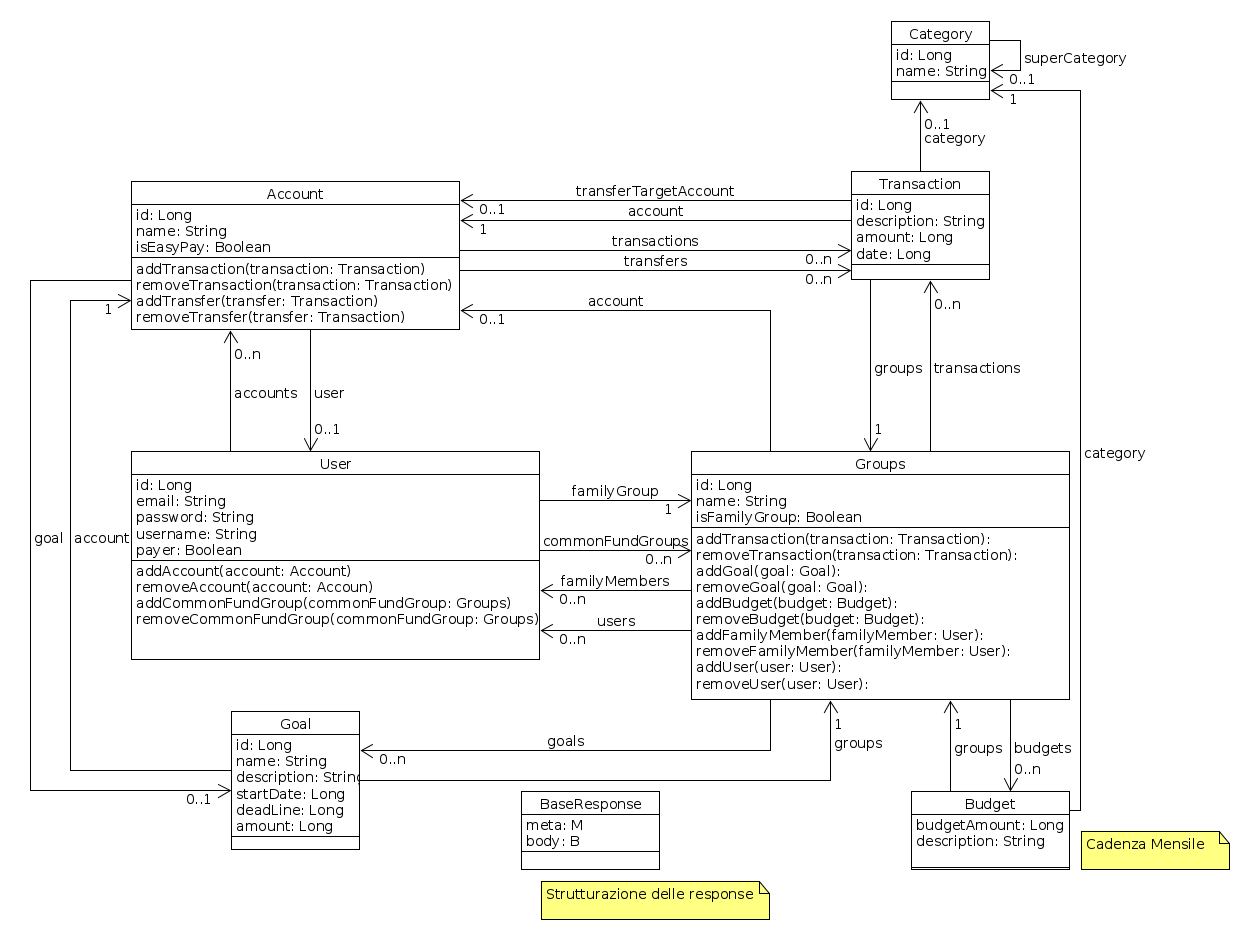 Category
id: Long
name: String
superCategory
0..1
1
0..1
category
Account
id: Long
name: String
isEasyPay: Boolean
addTransaction(transaction: Transaction)
removeTransaction(transaction: Transaction)
addTransfer(transfer: Transaction)
removeTransfer(transfer: Transaction)
transferTargetAccount
0..1
account
1
transactions
0..n
transfers
0..n
Transaction
id: Long
description: String
amount: Long
date: Long
account
0..1
1
0..n
accounts
user
0..1
groups
1
0..n
transactions
category
User
id: Long
email: String
password: String
username: String
payer: Boolean
addAccount(account: Account)
removeAccount(account: Accoun)
addCommonFundGroup(commonFundGroup: Groups)
removeCommonFundGroup(commonFundGroup: Groups)
familyGroup
1
commonFundGroups
0..n
familyMembers
0..n
users
0..n
Groups
id: Long
name: String
isFamilyGroup: Boolean
addTransaction(transaction: Transaction):
removeTransaction(transaction: Transaction):
addGoal(goal: Goal):
removeGoal(goal: Goal):
addBudget(budget: Budget):
removeBudget(budget: Budget):
addFamilyMember(familyMember: User):
removeFamilyMember(familyMember: User):
addUser(user: User):
removeUser(user: User):
goal
account
0..1
Goal
id: Long
name: String
description: String
startDate: Long
deadLine: Long
amount: Long
goals
0..n
1
groups
1
groups
budgets
0..n
BaseResponse
meta: M
body: B
Strutturazione delle response
Budget
budgetAmount: Long
description: String
Cadenza Mensile